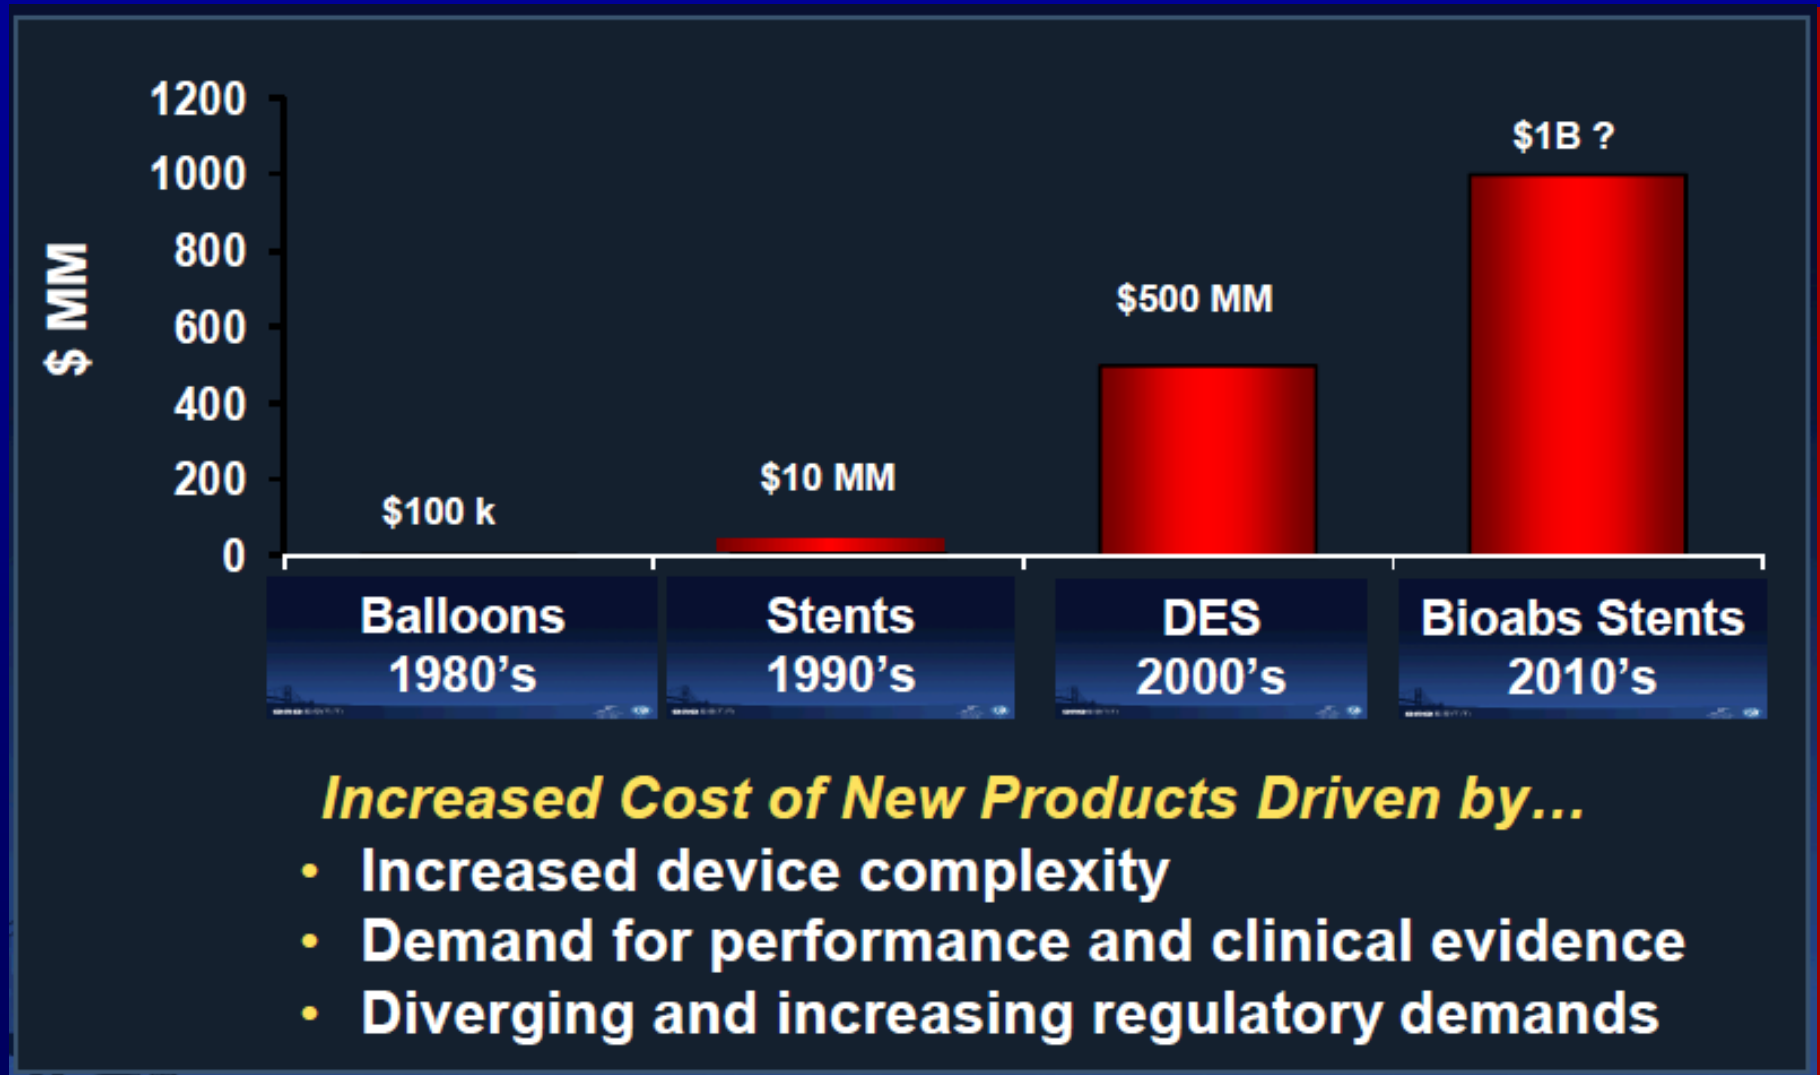 1200
1000
800
600
400
200
0
$ MM
$100 k
$10 MM
$500 MM
$1B ?
Balloons
1980’s
Stents
1990’s
DES
2000’s
Bioabs Stents
2010’s
Increased Cost of New Products Driven by…
• Increased device complexity
• Demand for performance and clinical evidence
• Diverging and increasing regulatory demands